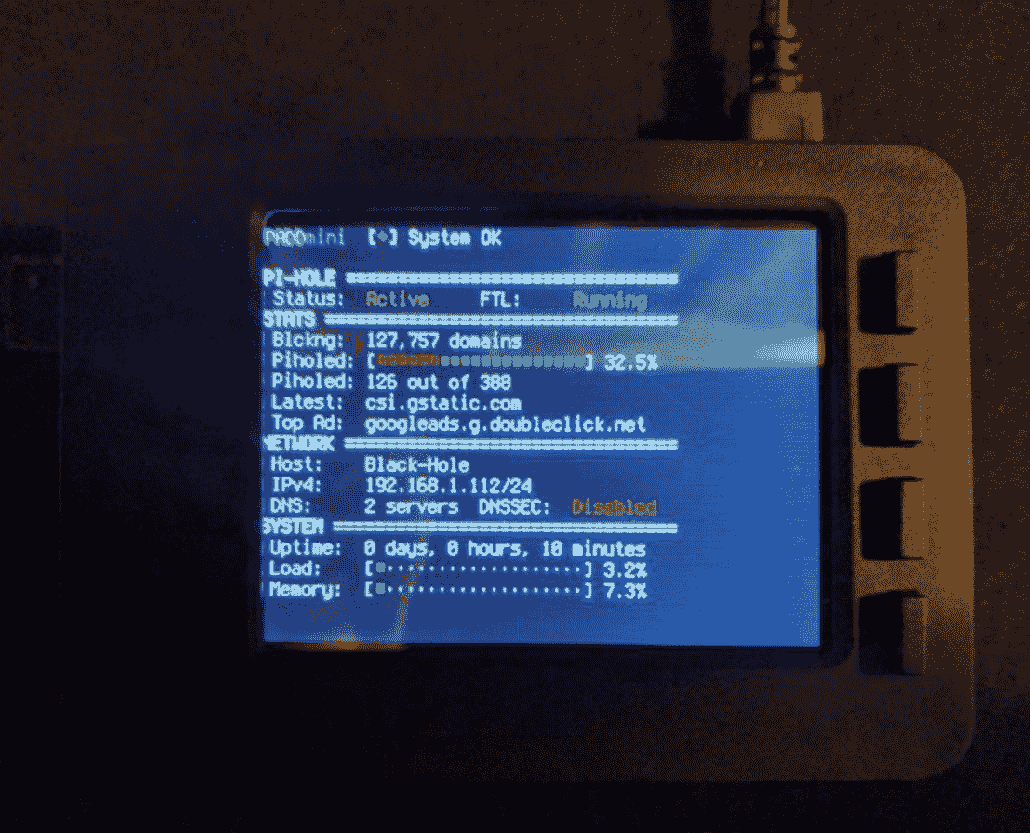 PADDmini [✦] System OK
PI-HOLE ================================
Status: Active FTL: Running
STATS ==================================
Blckng: 127,757 domains
Piholed: [■■■■■■■■■■■■■■■■■■■■] 32.5%
Piholed: 126 out of 388
Latest: csi.gstatic.com
Top Ad: googleads.g.doubleclick.net
NETWORK ================================
Host: Black-Hole
IPv4: 192.168.1.112/24
DNS: 2 servers DNSSEC: Disabled
SYSTEM =================================
Uptime: 0 days, 0 hours, 10 minutes
Load: [■···················] 3.2%
Memory: [■···················] 7.3%